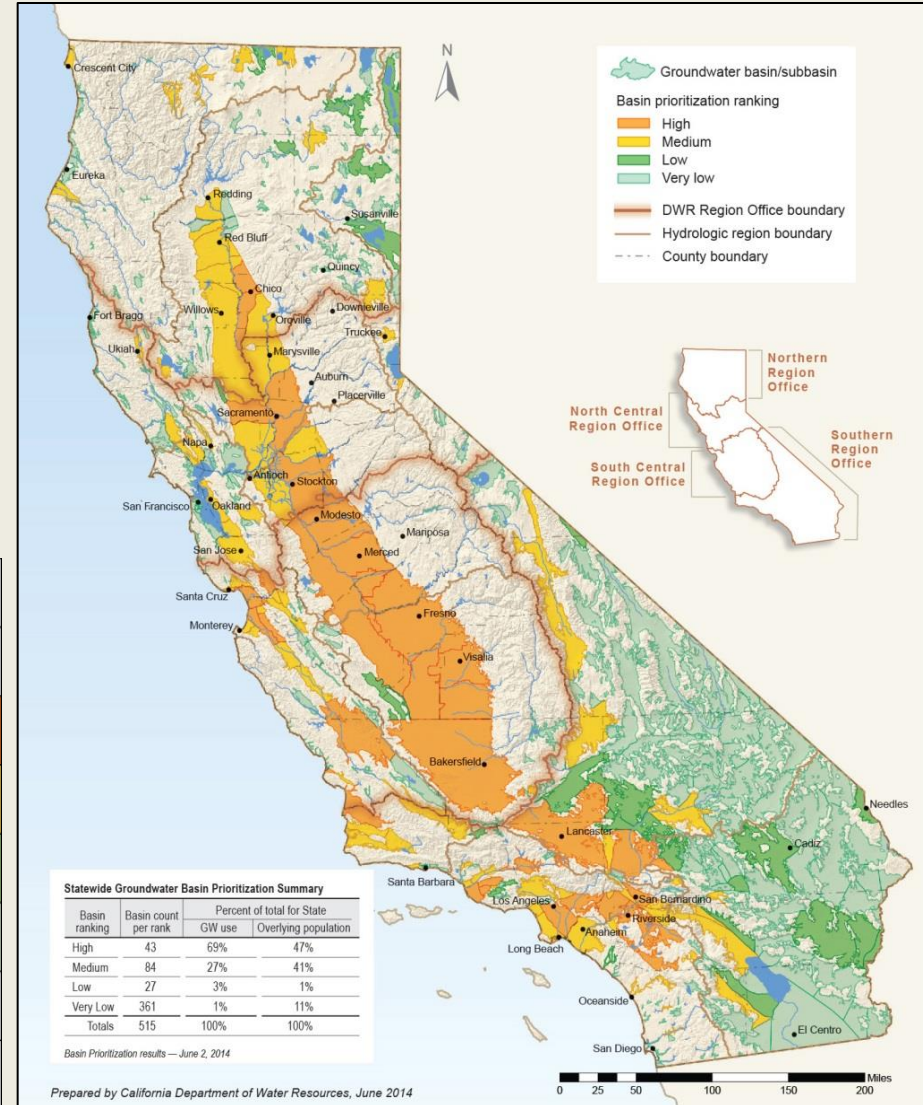 N
Groundwater basin/subbasin
Basin prioritization ranking
High
Medium
Low
Very low
DWR Region Office boundary
Hydrologic region boundary
County boundary
Northern
Region
Office
North Central
Region Office
Southern
Region
Office
South Central
Region Office
Crescent City
Eureka
Redding
Susanville
Red Bluff
Quincy
Chico
Fort Bragg
Willows
Oroville
Downieville
Ukiah
Truckee
Marysville
Auburn
Placerville
Sacramento
Napa
Antioch
Stockton
San Francisco
Oakland
Modesto
Mariposa
San Jose
Merced
Santa Cruz
Monterey
Fresno
Visalia
Bakersfield
Needles
Lancaster
Cadiz
Santa Barbara
San Bernardino
Los Angeles
Riverside
Anaheim
Long Beach
Oceanside
El Centro
San Diego
Statewide Groundwater Basin Prioritization Summary
Basin ranking Basin count per rank Percent of total for State
GW use Overlying population
High 43 69% 47%
Medium 84 27% 41%
Low 27 3% 1%
Very Low 361 1% 11%
Totals 515 100% 100%
Basin Prioritization results — June 2, 2014
Miles
0 25 50 100 150 200
Prepared by California Department of Water Resources, June 2014